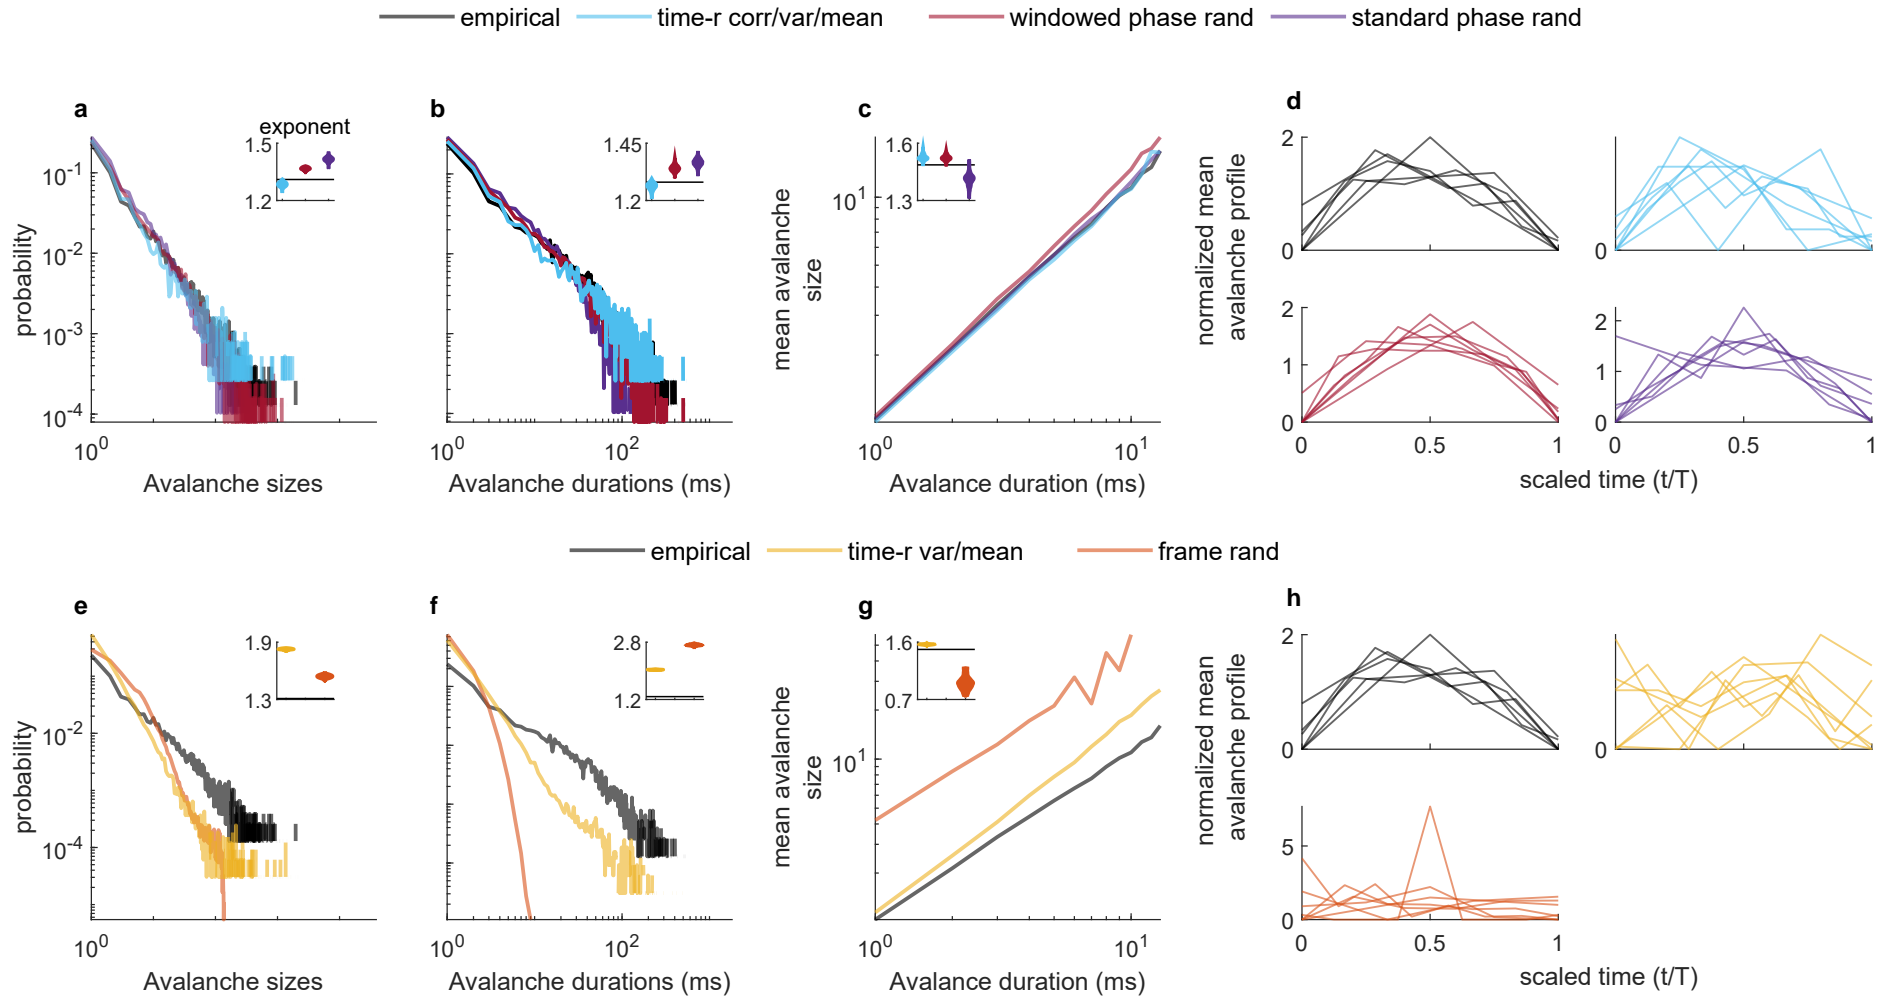 empirical time-r corr/var/mean windowed phase rand standard phase rand
a b c d
exponent
1.5
1.2
1.45
1.2
1.6
1.3
10^-1
10^-2
10^-3
10^-4
probability
10^0
Avalanche sizes
10^0 10^2
Avalanche durations (ms)
mean avalanche
size
10^1
10^0 10^1
Avalance duration (ms)
normalized mean
avalanche profile
2
1
0
0
2
1
0
2
1
0
0 0.5 1
0 0.5 1
scaled time (t/T)
empirical time-r var/mean frame rand
e f g h
1.9
1.3
2.8
1.2
1.6
0.7
probability
10^-2
10^-4
10^0
Avalanche sizes
10^0 10^2
Avalanche durations (ms)
mean avalanche
size
10^1
10^0 10^1
Avalance duration (ms)
normalized mean
avalanche profile
2
1
0
0
5
0
0 0.5 1
scaled time (t/T)